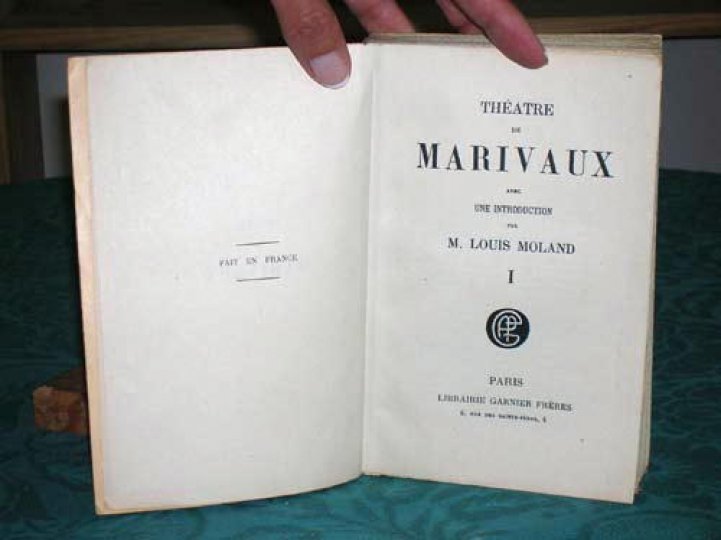 FAIT EN FRANCE
THÉATRE
DE
MARIVAUX
AVEC
UNE INTRODUCTION
PAR
M. LOUIS MOLAND
I
PARIS
LIBRAIRIE GARNIER FRÈRES
6, RUE DES SAINTS-PÈRES, 6